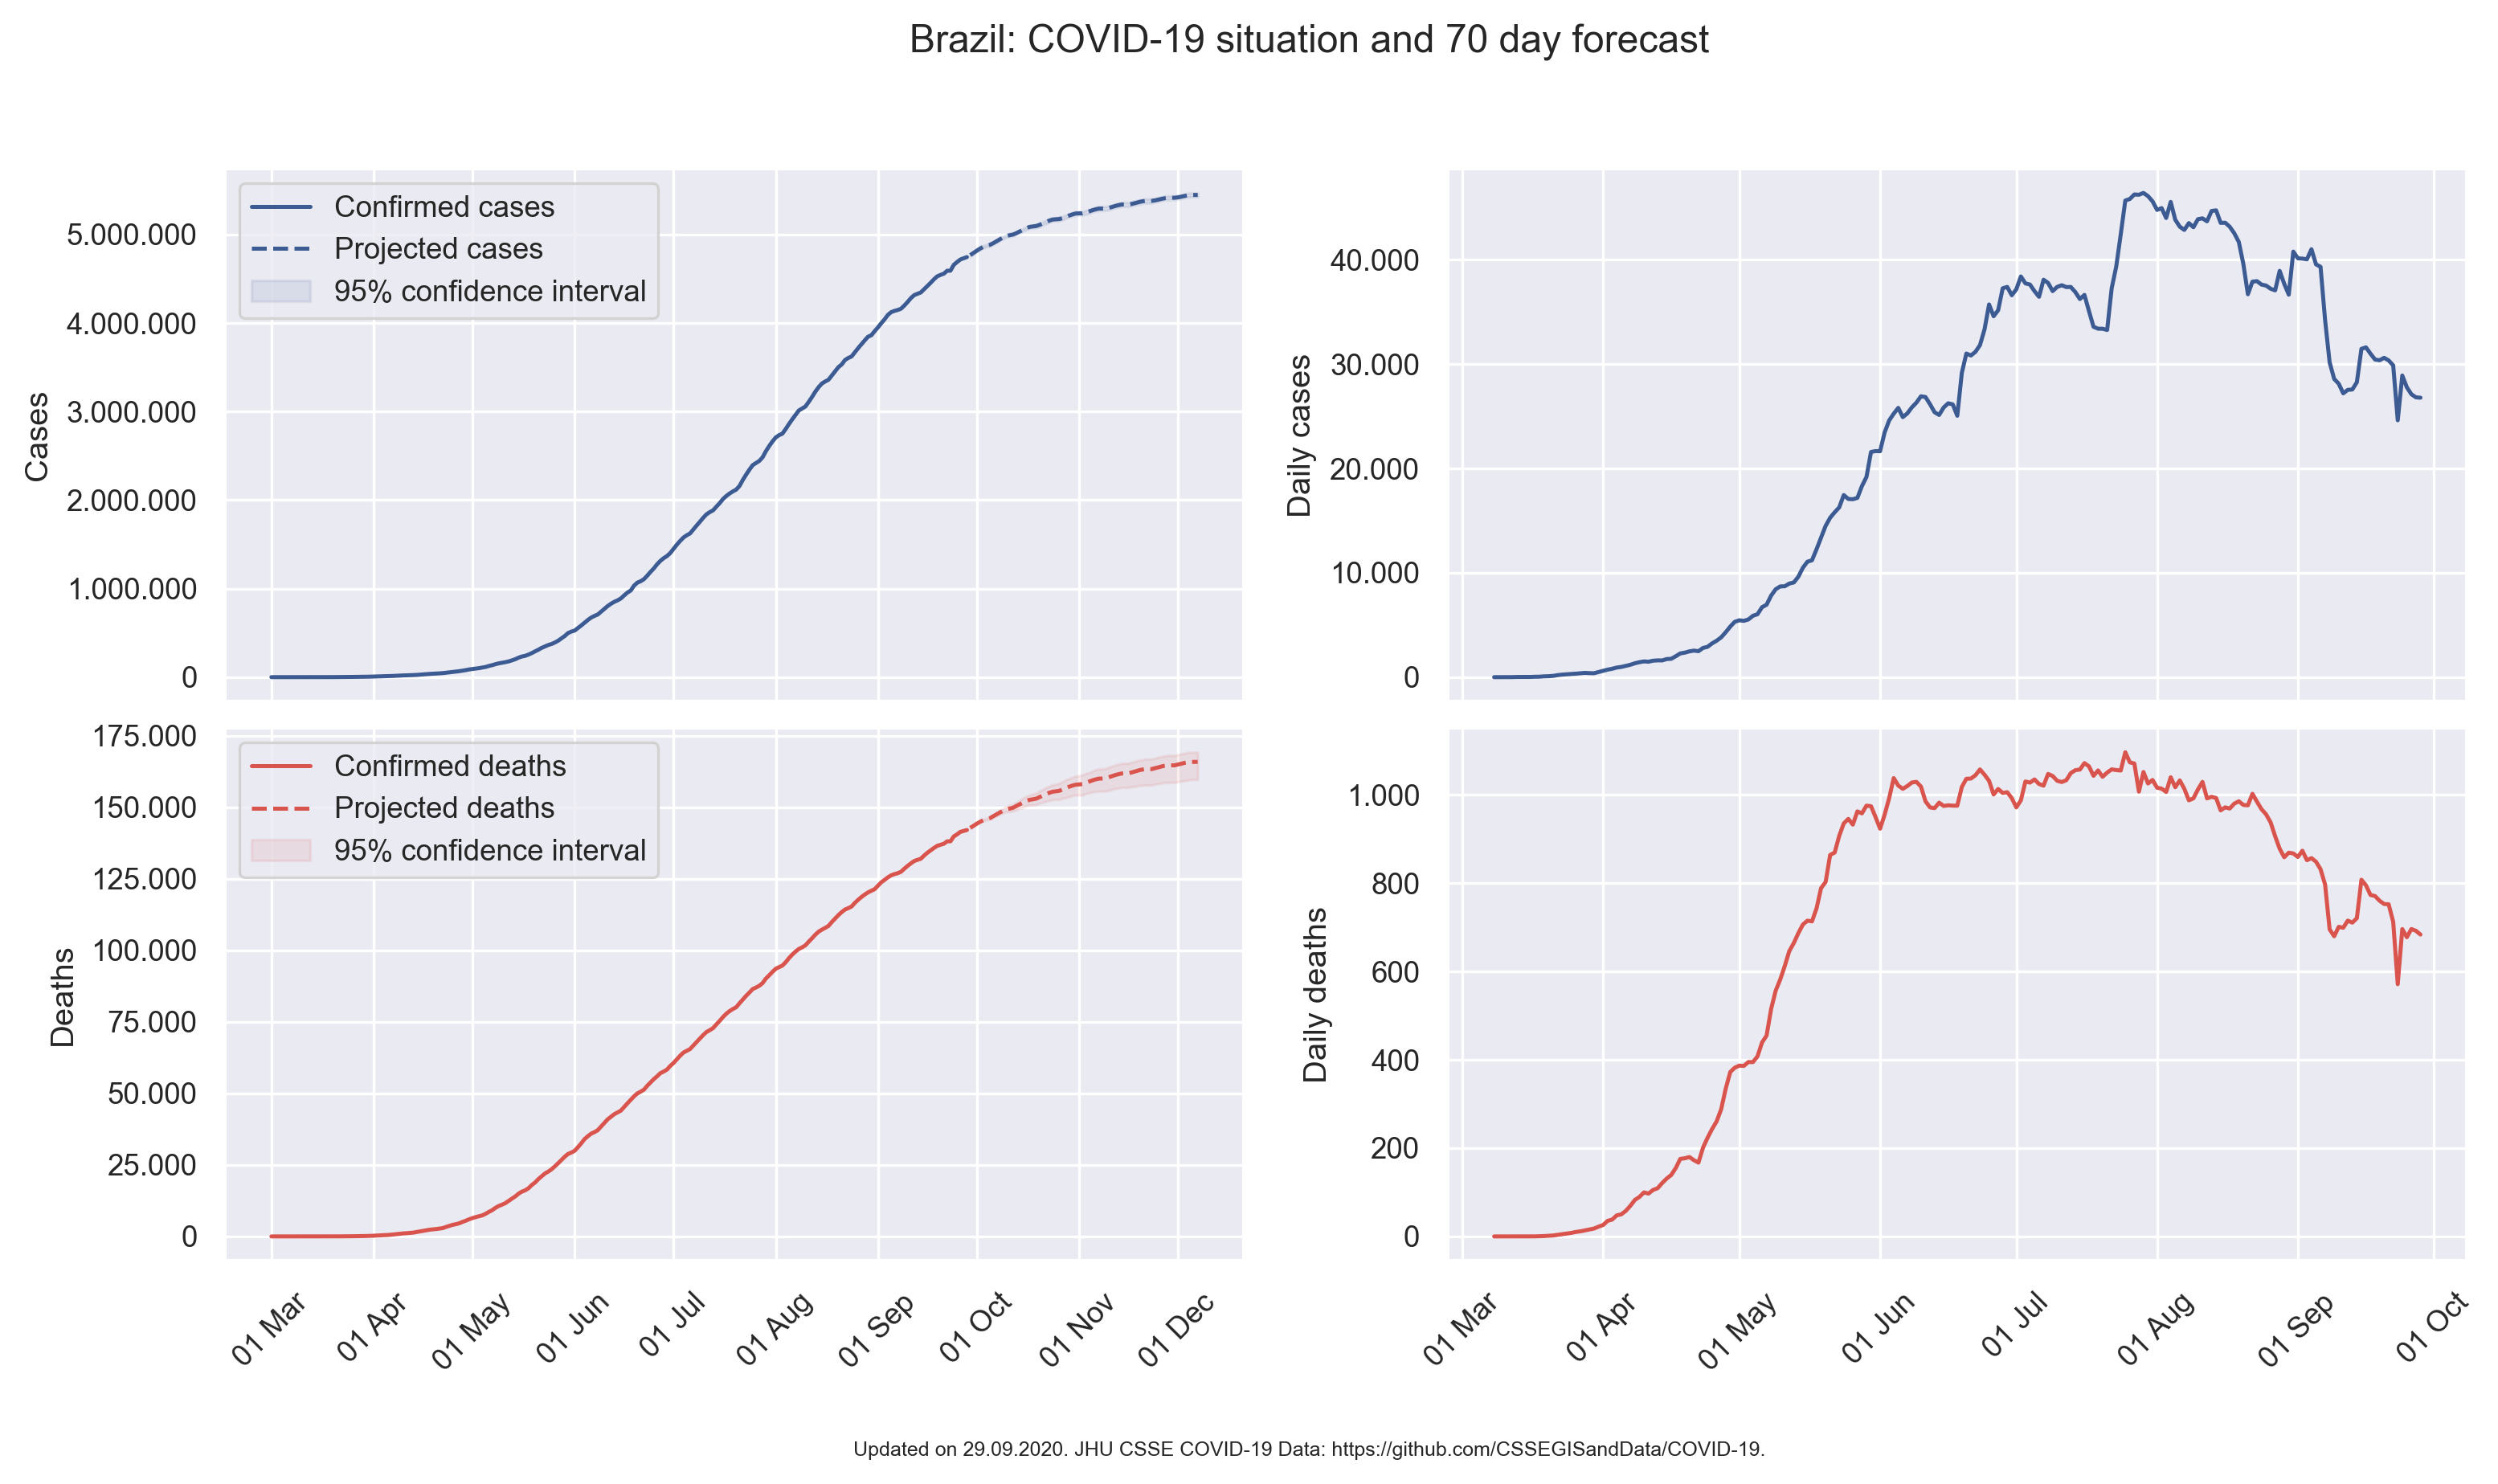 Brazil: COVID-19 situation and 70 day forecast
Confirmed cases
Projected cases
95% confidence interval
Cases
5.000.000
4.000.000
3.000.000
2.000.000
1.000.000
0
Daily cases
40.000
30.000
20.000
10.000
0
Confirmed deaths
Projected deaths
95% confidence interval
Deaths
175.000
150.000
125.000
100.000
75.000
50.000
25.000
0
01 Mar
01 Apr
01 May
01 Jun
01 Jul
01 Aug
01 Sep
01 Oct
01 Nov
01 Dec
Daily deaths
1.000
800
600
400
200
0
01 Mar
01 Apr
01 May
01 Jun
01 Jul
01 Aug
01 Sep
01 Oct
Updated on 29.09.2020. JHU CSSE COVID-19 Data: https://github.com/CSSEGISandData/COVID-19.